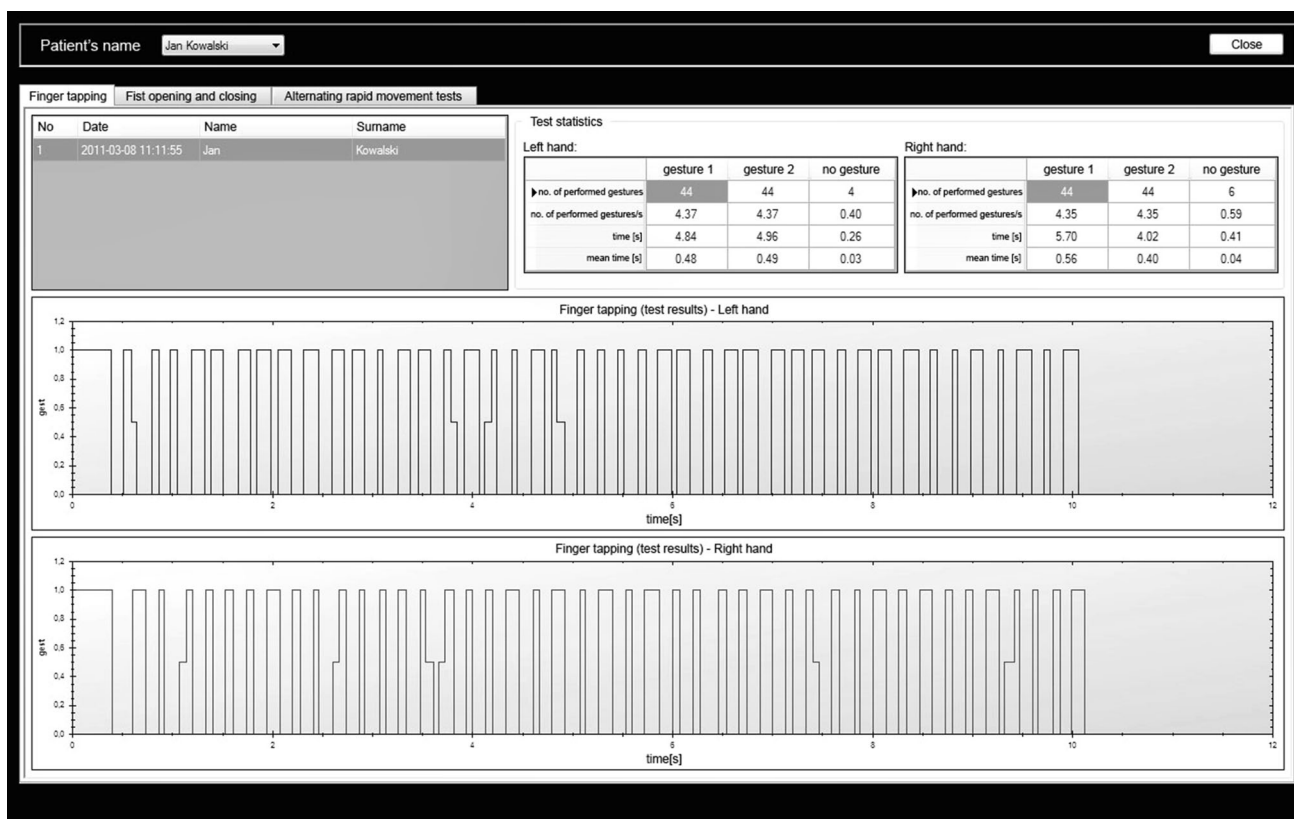 Patient's name Jan Kowalski Close
Finger tapping Fist opening and closing Alternating rapid movement tests
No Date Name Surname
1 2011-03-08 11:11:55 Jan Kowalski
Test statistics
Left hand:
gesture 1 gesture 2 no gesture
no. of performed gestures 44 44 4
no. of performed gestures/s 4.37 4.37 0.40
time [s] 4.84 4.96 0.26
mean time [s] 0.48 0.49 0.03
Right hand:
gesture 1 gesture 2 no gesture
no. of performed gestures 44 44 6
no. of performed gestures/s 4.35 4.35 0.59
time [s] 5.70 4.02 0.41
mean time [s] 0.56 0.40 0.04
Finger tapping (test results) - Left hand
1,2
1,0
0,8
0,6
0,4
0,2
0,0
gest
0 2 4 6 8 10 12
time[s]
Finger tapping (test results) - Right hand
1,2
1,0
0,8
0,6
0,4
0,2
0,0
gest
0 2 4 6 8 10 12
time[s]